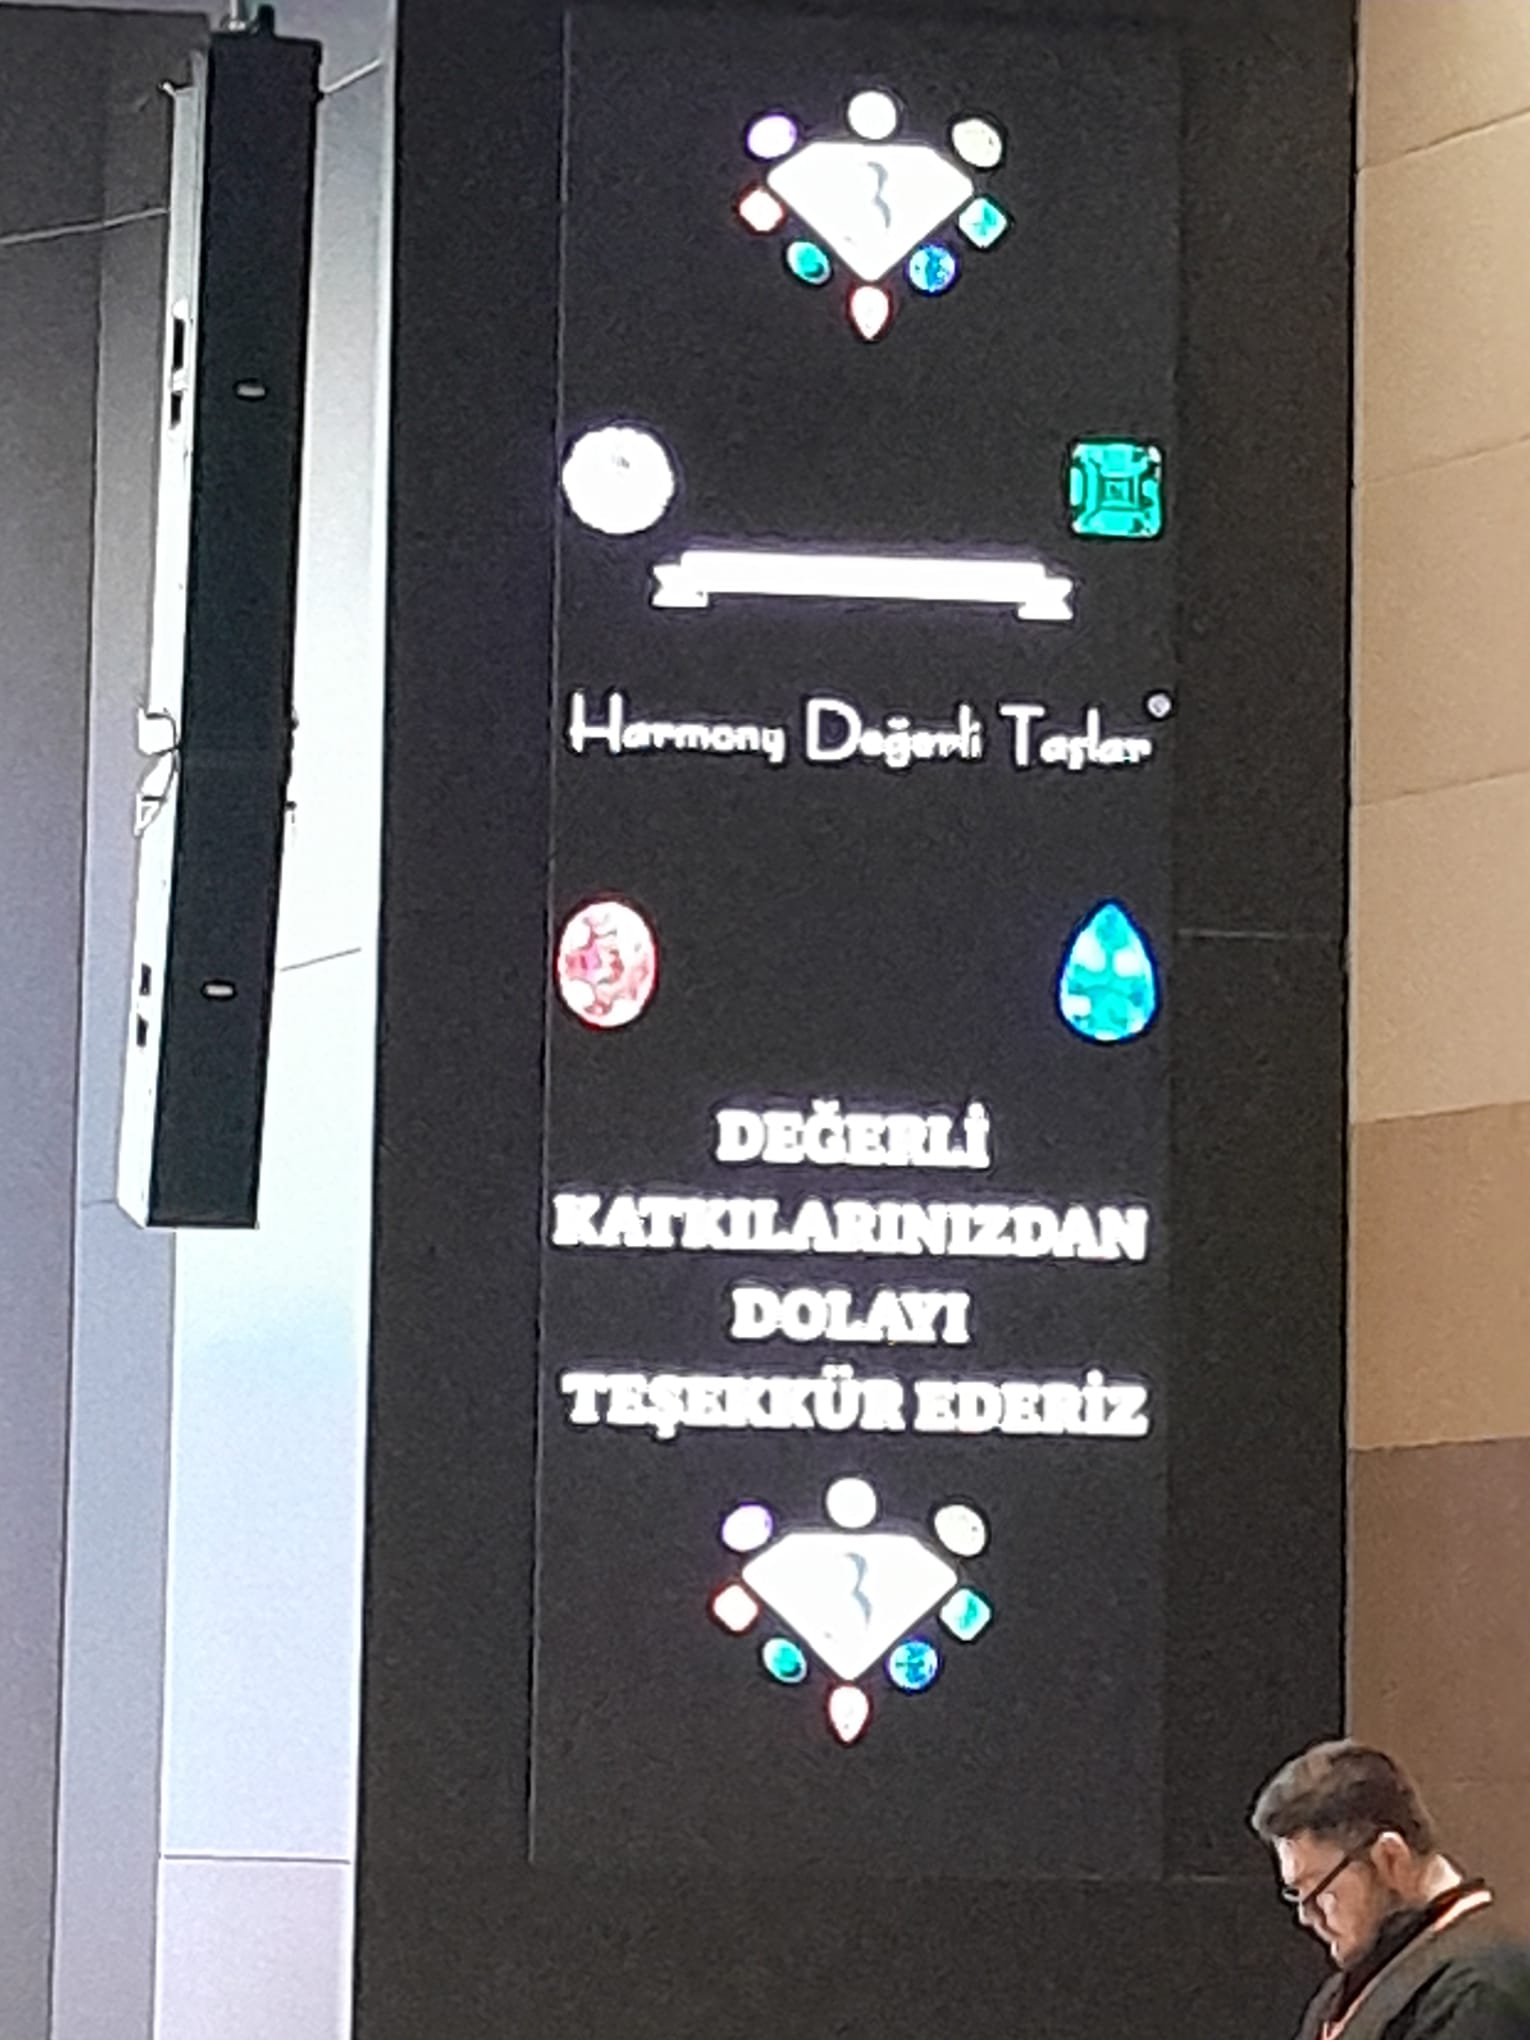 Harmony Değerli Taşlar
DEĞERLİ
KATKILARINIZDAN
DOLAYI
TEŞEKKÜR EDERİZ